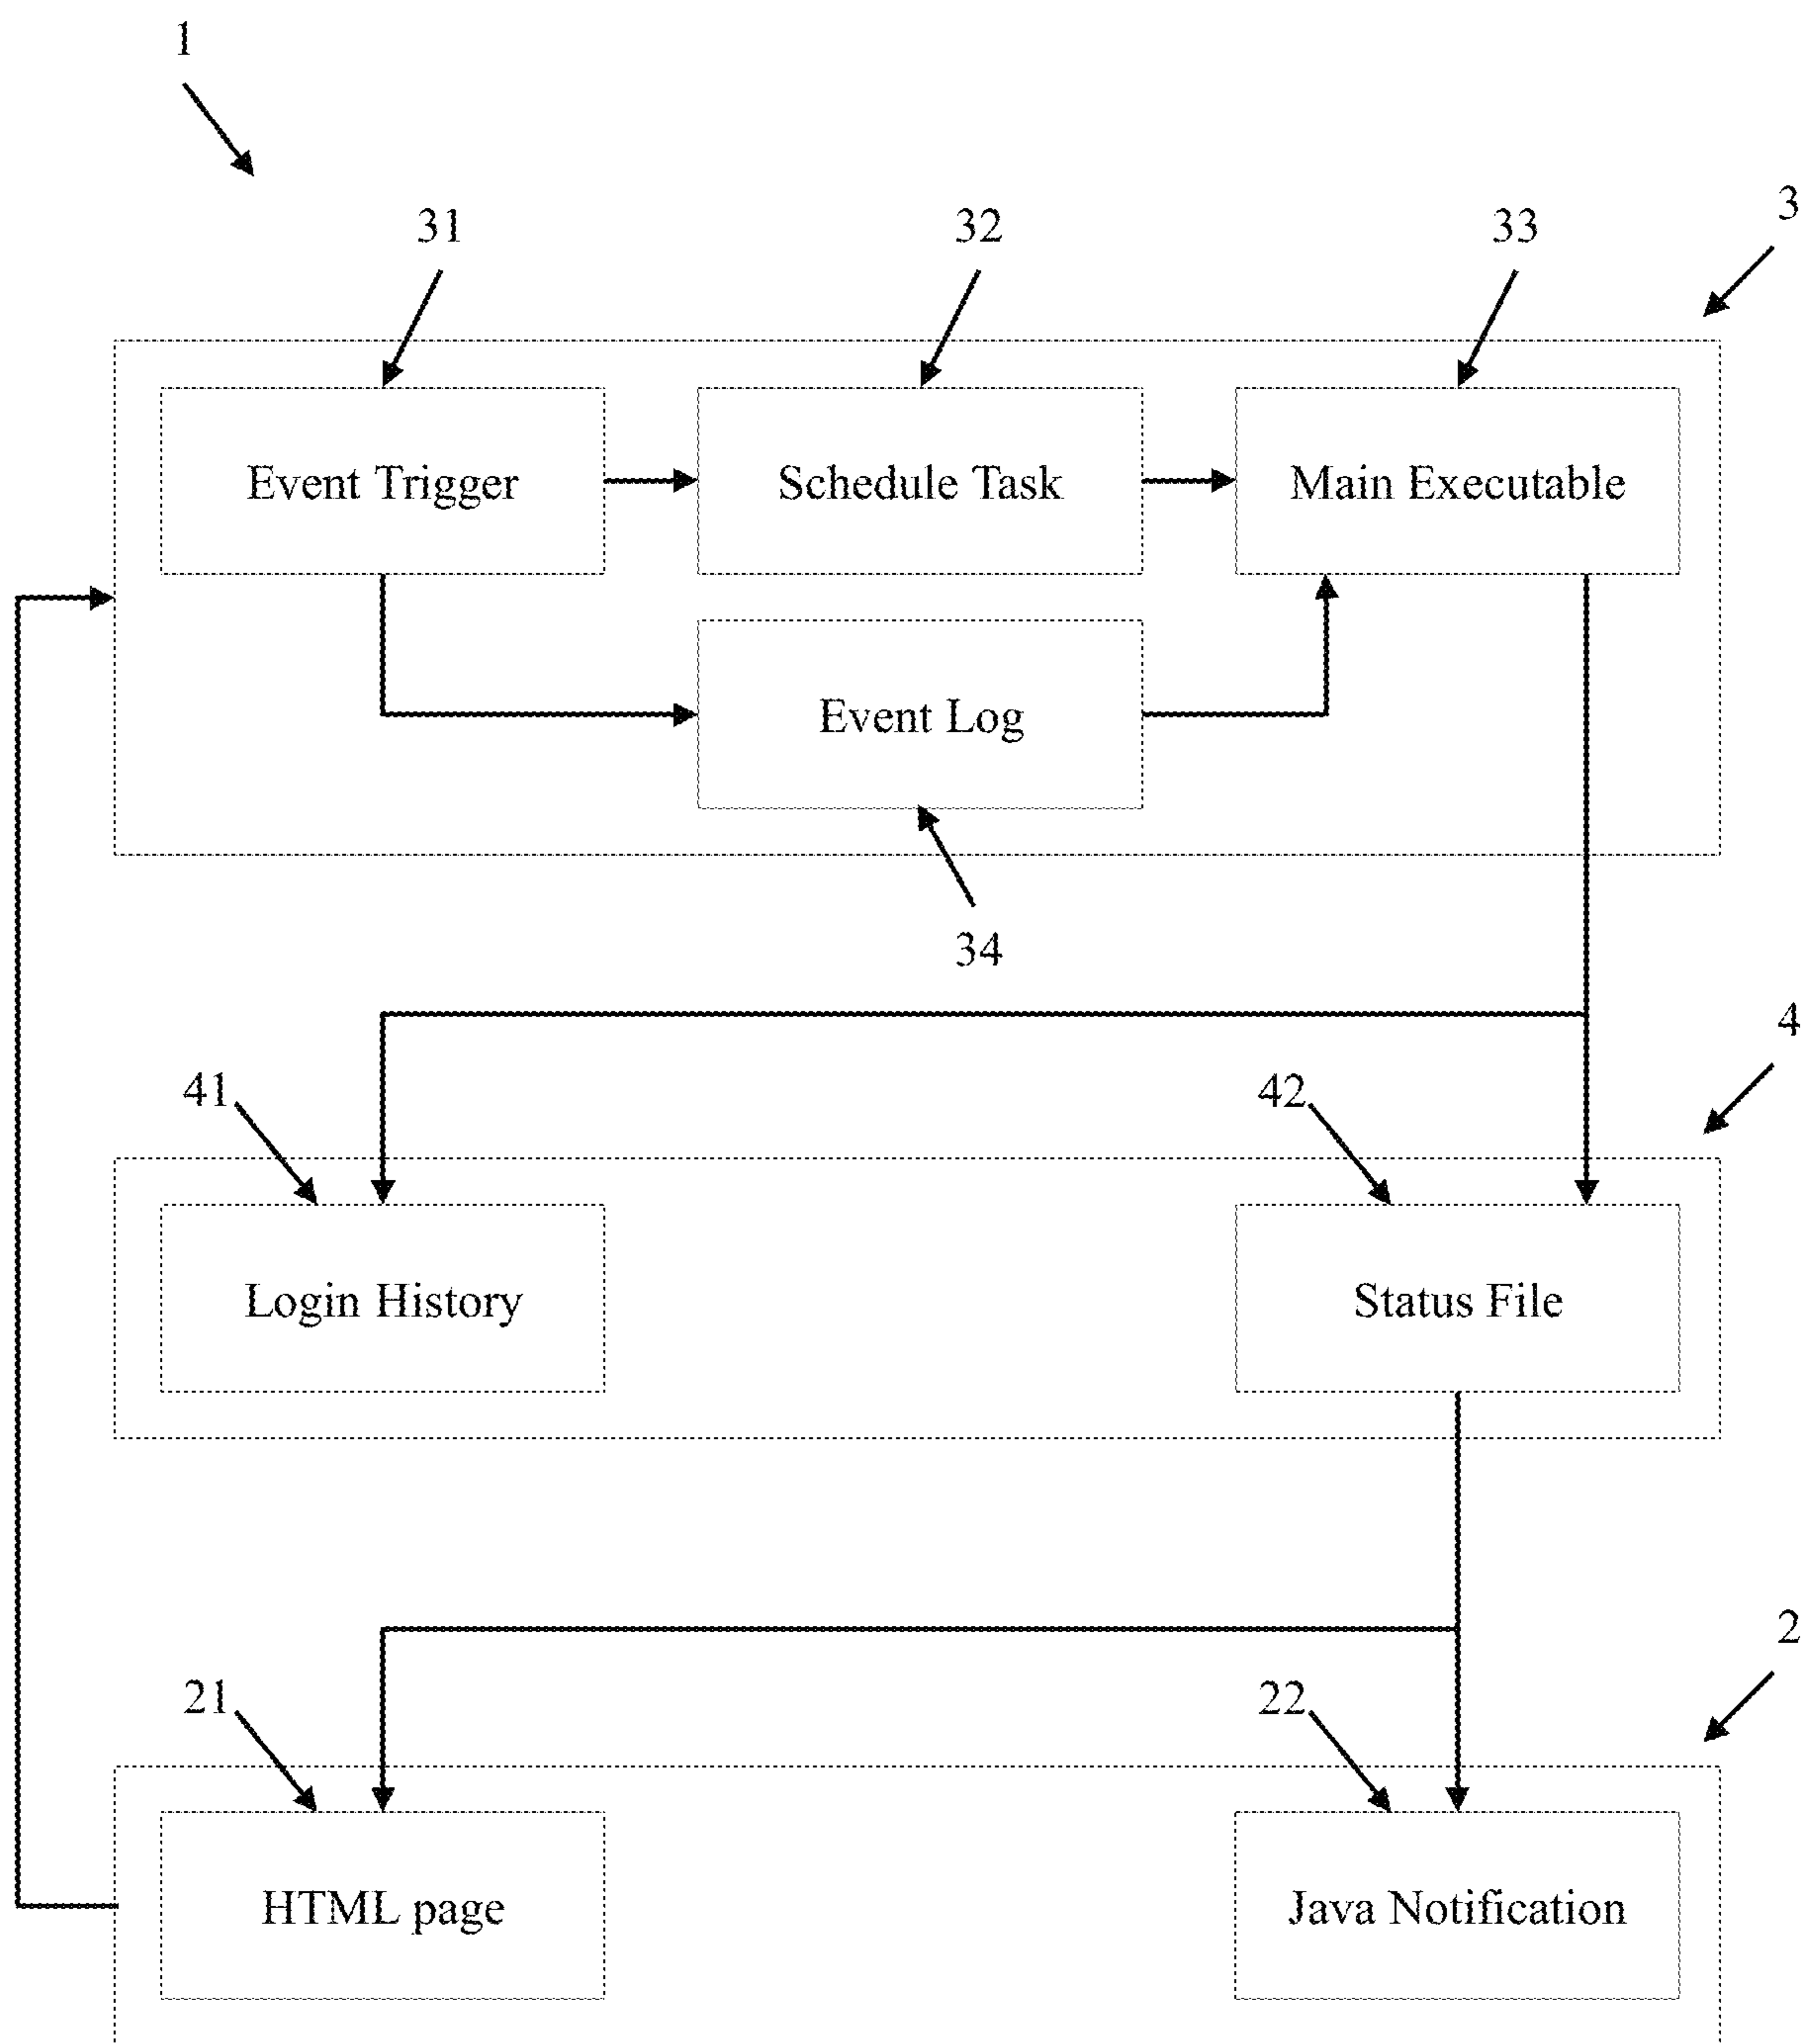 1
3
31
32
33
Event Trigger
Schedule Task
Main Executable
Event Log
34
4
41
42
Login History
Status File
2
21
22
HTML page
Java Notification